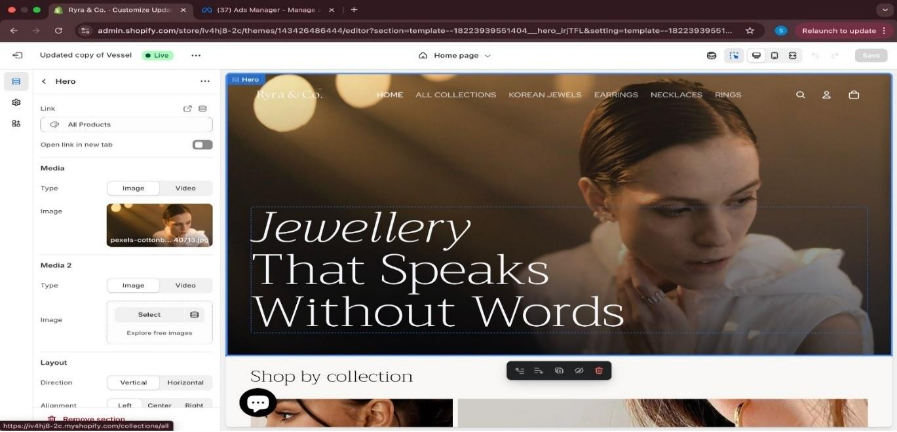 Ryra & Co. - Customize Upda
(37) Ads Manager - Manage
admin.shopify.com/store/iv4hj8-2c/themes/143426486444/editor?section=template--18223939551404__hero_jrjTFL&setting=template--18223939551...
S
Relaunch to update
Updated copy of Vessel
Live
Home page
Save
Hero
Link
All Products
Open link in new tab
Media
Type
Image
Video
Image
pexels-cottonb... 40713.jpg
Media 2
Type
Image
Video
Image
Select
Explore free images
Layout
Direction
Vertical
Horizontal
Alignment
Left
Center
Right
Remove section
https://iv4hj8-2c.myshopify.com/collections/all
Hero
Ryra & Co.
HOME
ALL COLLECTIONS
KOREAN JEWELS
EARRINGS
NECKLACES
RINGS
Jewellery
That Speaks
Without Words
Shop by collection